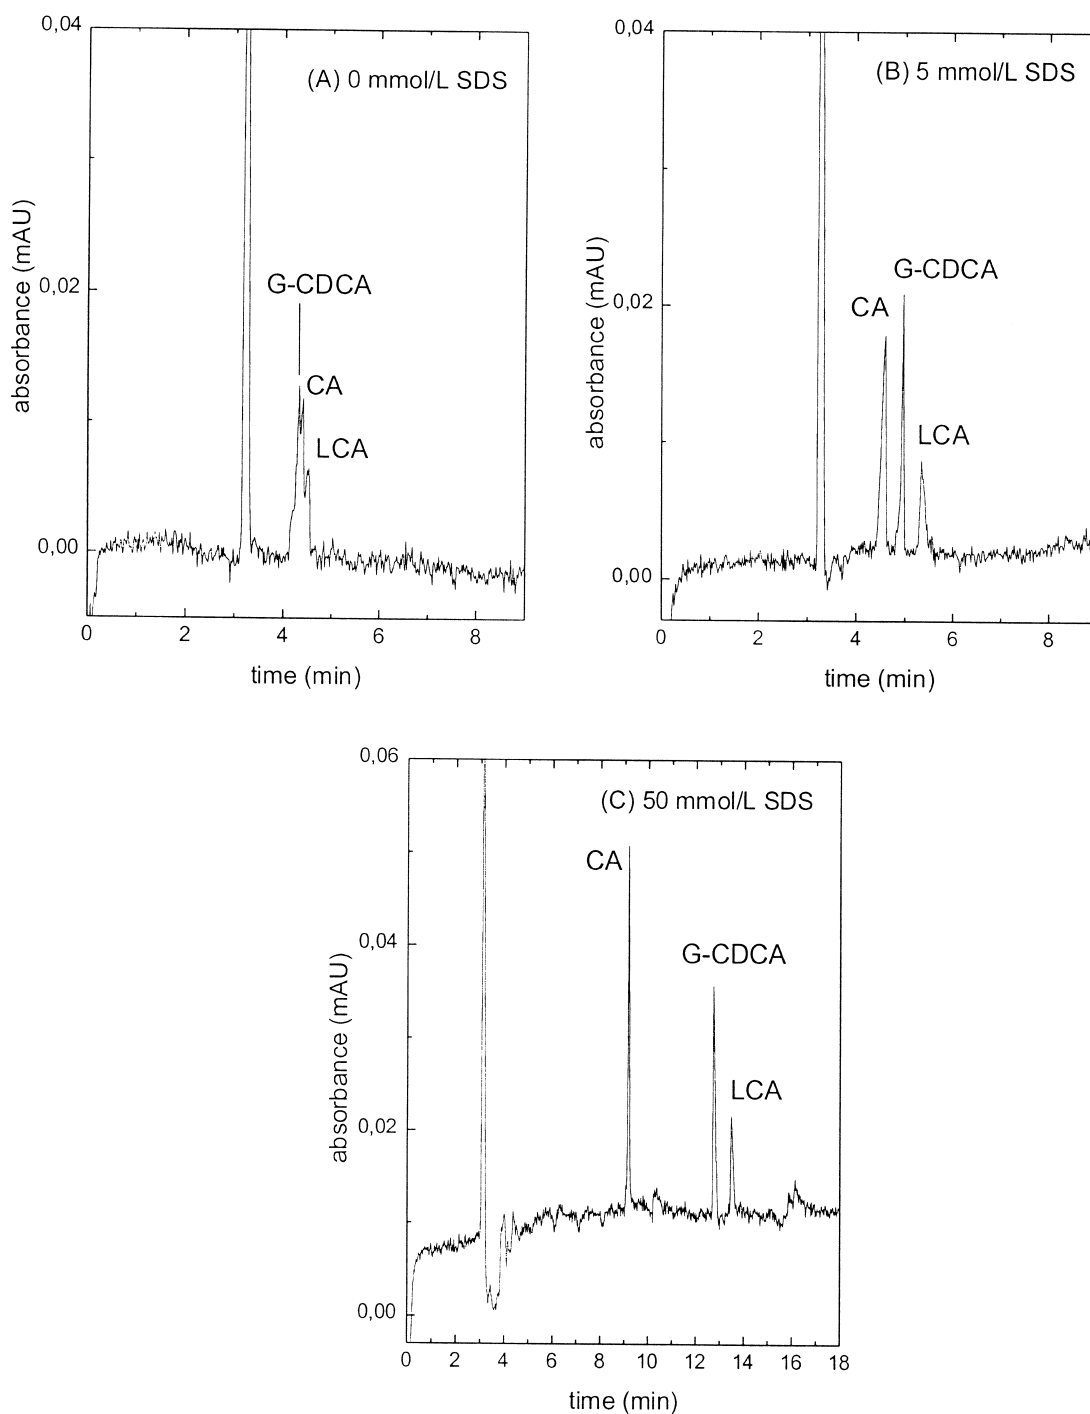 0,04
(A) 0 mmol/L SDS
absorbance (mAU)
G-CDCA
0,02
CA
LCA
0,00
0 2 4 6 8
time (min)
0,04
(B) 5 mmol/L SDS
absorbance (mAU)
G-CDCA
CA
0,02
LCA
0,00
0 2 4 6 8
time (min)
0,06
(C) 50 mmol/L SDS
CA
absorbance (mAU)
0,04
G-CDCA
LCA
0,02
0,00
0 2 4 6 8 10 12 14 16 18
time (min)